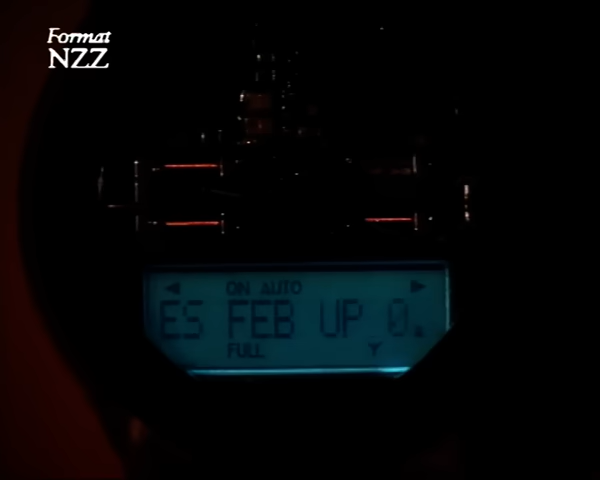 Format
NZZ
◄ ON AUTO ►
ES FEB UP 0.
FULL Y